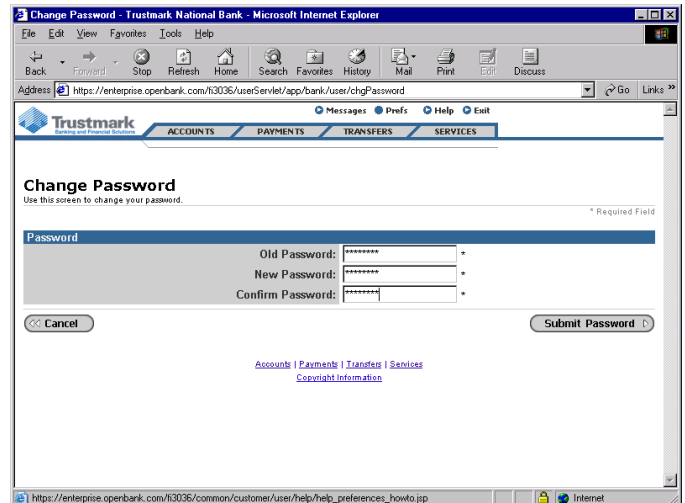 Change Password - Trustmark National Bank - Microsoft Internet Explorer
File Edit View Favorites Tools Help
Back Forward Stop Refresh Home Search Favorites History Mail Print Edit Discuss
Address https://enterprise.openbank.com/fi3036/userServlet/app/bank/user/chgPassword Go Links »
Messages Prefs Help Exit
Trustmark
Banking and Financial Solutions
ACCOUNTS PAYMENTS TRANSFERS SERVICES
Change Password
Use this screen to change your password.
* Required Field
Password
Old Password: ******** *
New Password: ******** *
Confirm Password: ******** *
Cancel Submit Password
Accounts | Payments | Transfers | Services
Copyright Information
https://enterprise.openbank.com/fi3036/common/customer/user/help/help_preferences_howto.jsp Internet